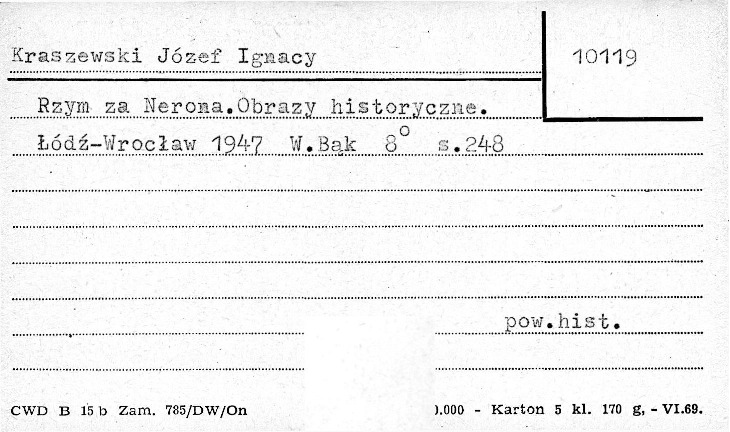 Kraszewski Józef Ignacy 10119
Rzym za Nerona.Obrazy historyczne.
Łódź-Wrocław 1947 W.Bąk 8° s.248
pow.hist.
CWD B 15 b Zam. 785/DW/On ).000 - Karton 5 kl. 170 g, - VI.69.